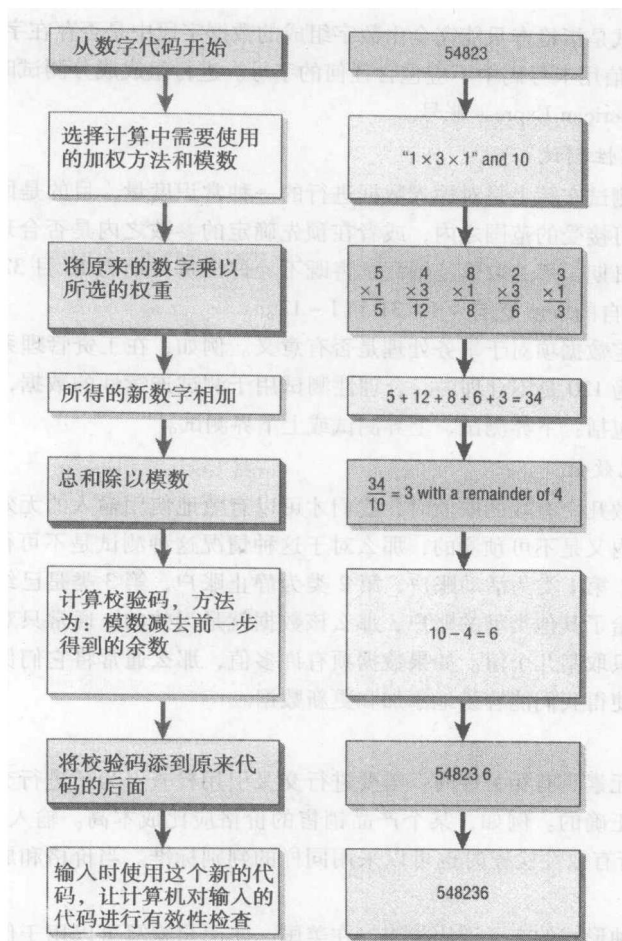 从数字代码开始
54823
选择计算中需要使用
的加权方法和模数
"1 × 3 × 1" and 10
将原来的数字乘以
所选的权重
5 4 8 2 3
×1 ×3 ×1 ×3 ×1
5 12 8 6 3
所得的新数字相加
5 + 12 + 8 + 6 + 3 = 34
总和除以模数
34
10 = 3 with a remainder of 4
计算校验码，方法
为：模数减去前一步
得到的余数
10 – 4 = 6
将校验码添到原来代
码的后面
54823 6
输入时使用这个新的代
码，让计算机对输入的
代码进行有效性检查
548236